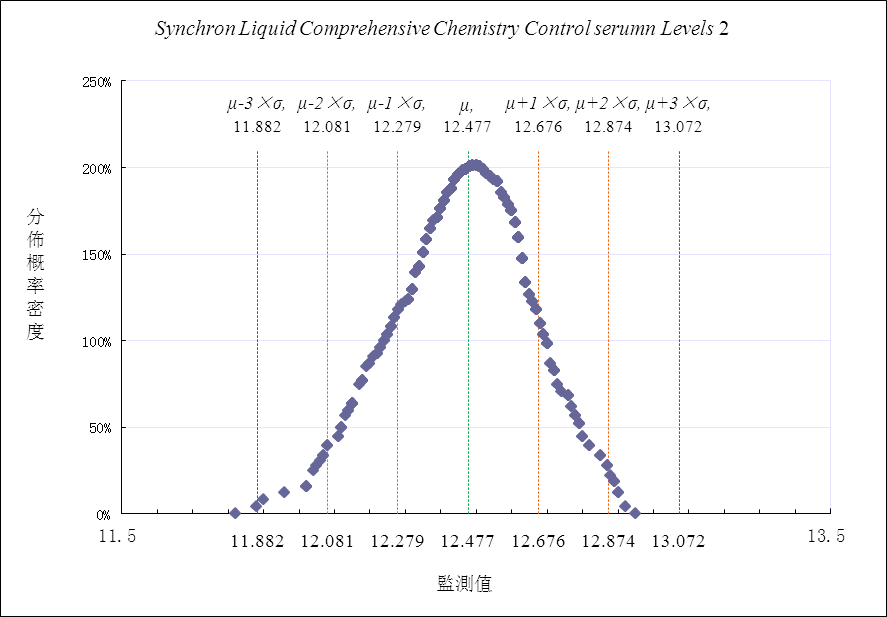 Synchron Liquid Comprehensive Chemistry Control serumn Levels 2
250%
μ-3×σ, μ-2×σ, μ-1×σ, μ, μ+1×σ, μ+2×σ, μ+3×σ,
11.882 12.081 12.279 12.477 12.676 12.874 13.072
200%
分佈概率密度
150%
100%
50%
0%
11.5 13.5
11.882 12.081 12.279 12.477 12.676 12.874 13.072
監測值